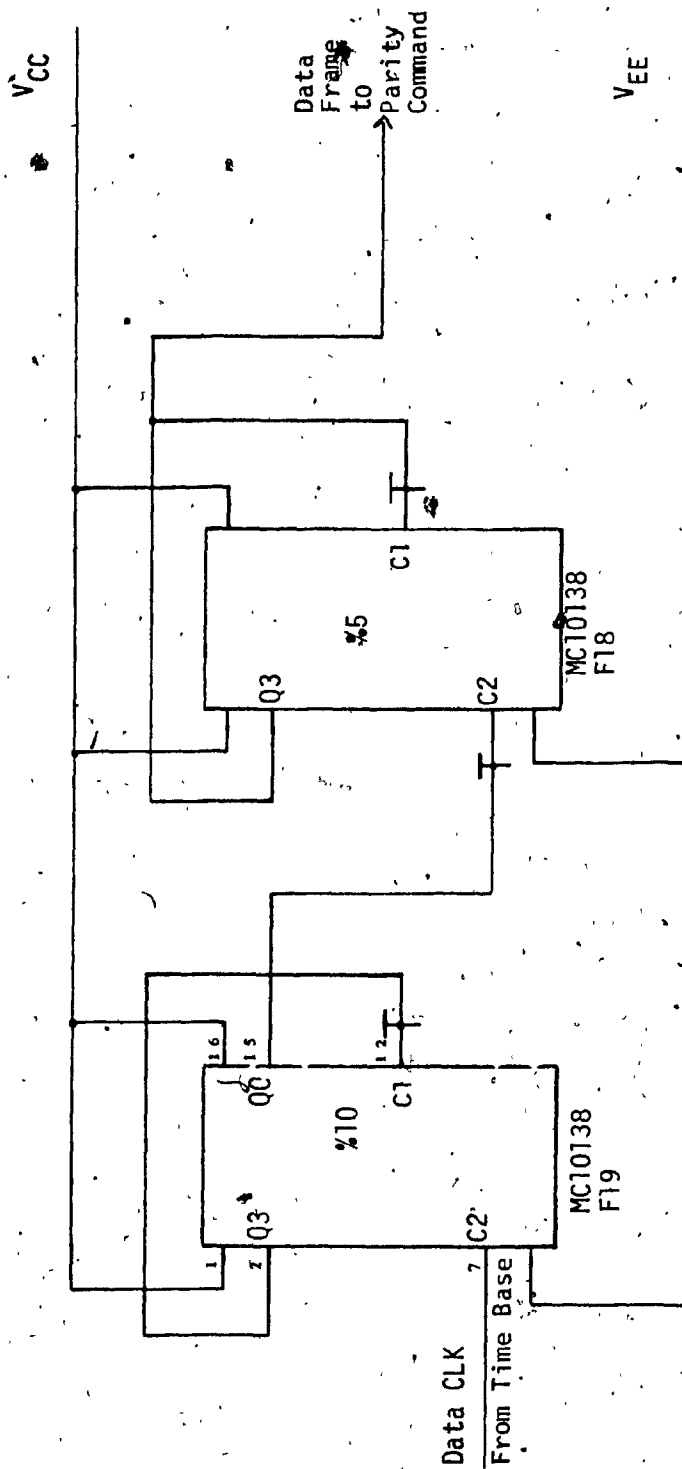 VCC
Data
Frame
to
Parity
Command
VEE
C1
%5
Q3
C2
MC10138
F18
16
15
QO
12
C1
%10
Q3
C2
1
2
7
MC10138
F19
Data CLK
From Time Base